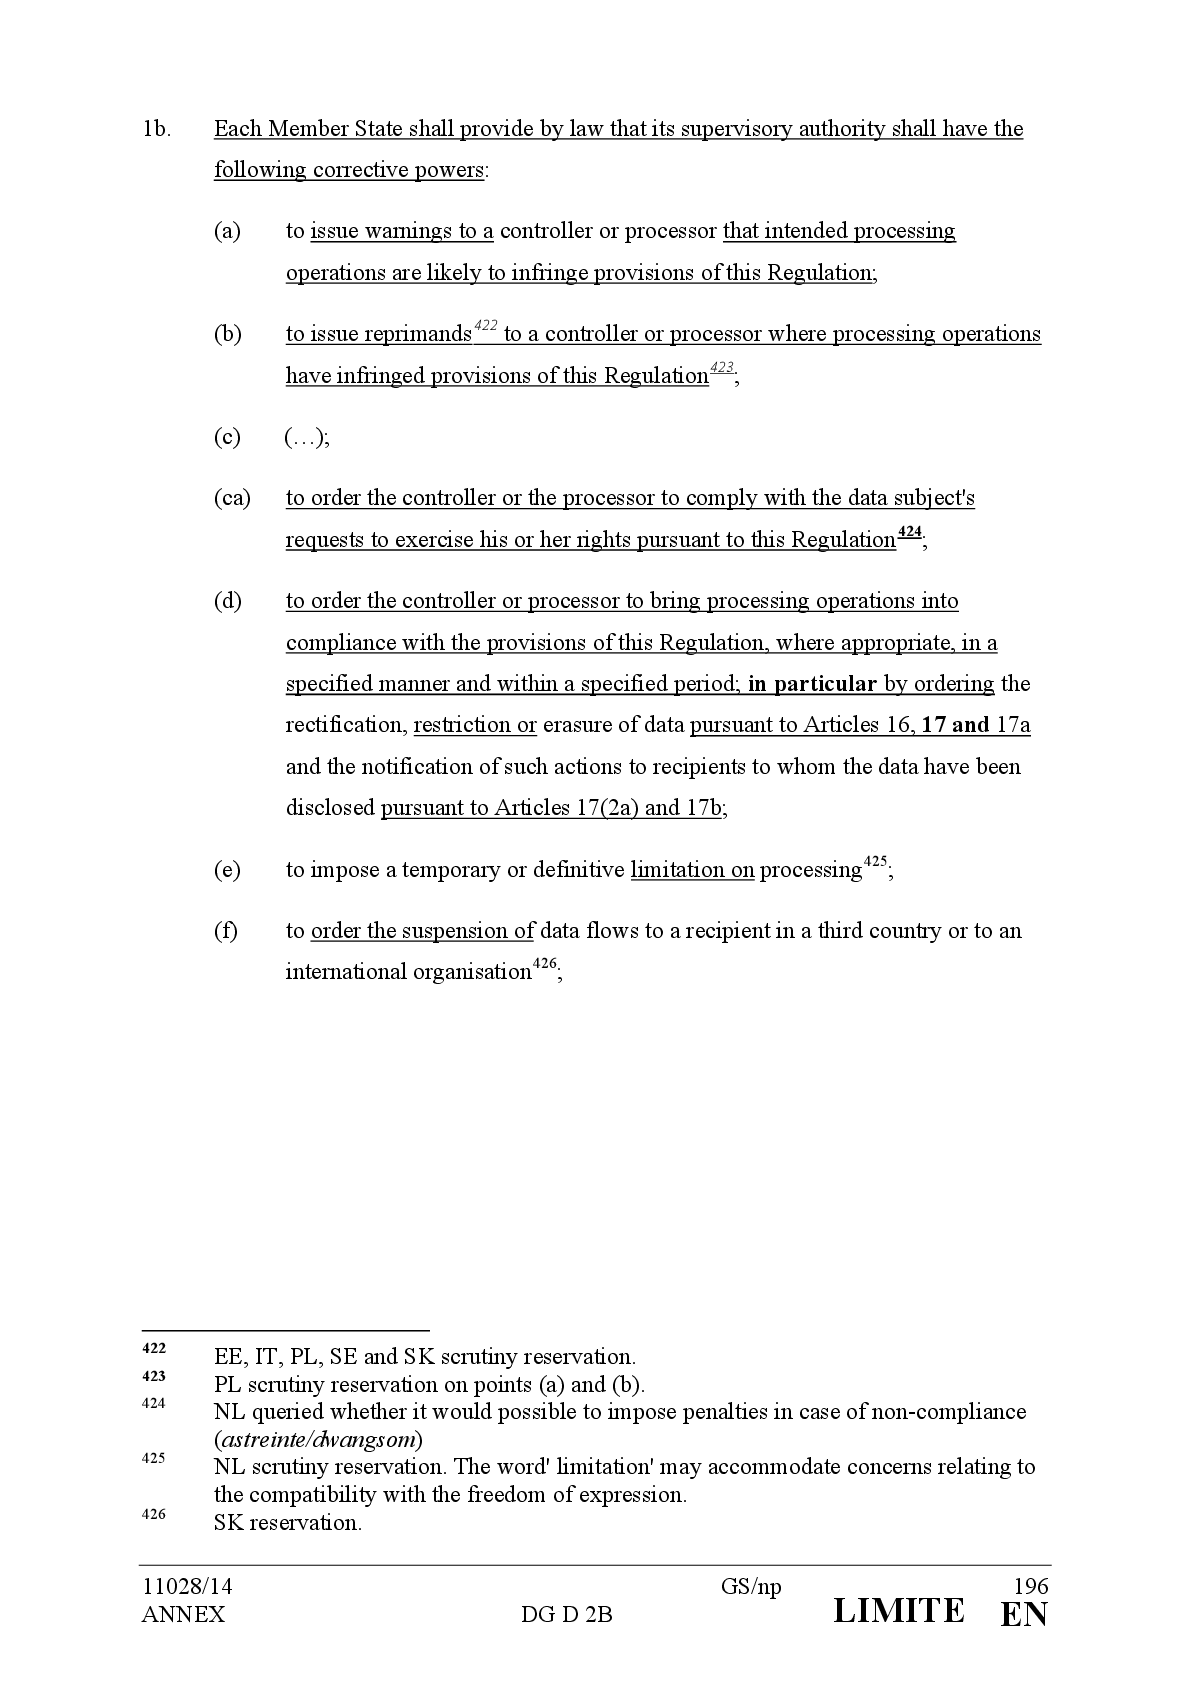 1b. Each Member State shall provide by law that its supervisory authority shall have the
following corrective powers:
(a) to issue warnings to a controller or processor that intended processing
operations are likely to infringe provisions of this Regulation;
(b) to issue reprimands422 to a controller or processor where processing operations
have infringed provisions of this Regulation423;
(c) (…);
(ca) to order the controller or the processor to comply with the data subject's
requests to exercise his or her rights pursuant to this Regulation424;
(d) to order the controller or processor to bring processing operations into
compliance with the provisions of this Regulation, where appropriate, in a
specified manner and within a specified period; in particular by ordering the
rectification, restriction or erasure of data pursuant to Articles 16, 17 and 17a
and the notification of such actions to recipients to whom the data have been
disclosed pursuant to Articles 17(2a) and 17b;
(e) to impose a temporary or definitive limitation on processing425;
(f) to order the suspension of data flows to a recipient in a third country or to an
international organisation426;
422 EE, IT, PL, SE and SK scrutiny reservation.
423 PL scrutiny reservation on points (a) and (b).
424 NL queried whether it would possible to impose penalties in case of non-compliance
(astreinte/dwangsom)
425 NL scrutiny reservation. The word' limitation' may accommodate concerns relating to
the compatibility with the freedom of expression.
426 SK reservation.
11028/14 GS/np 196
ANNEX DG D 2B LIMITE EN